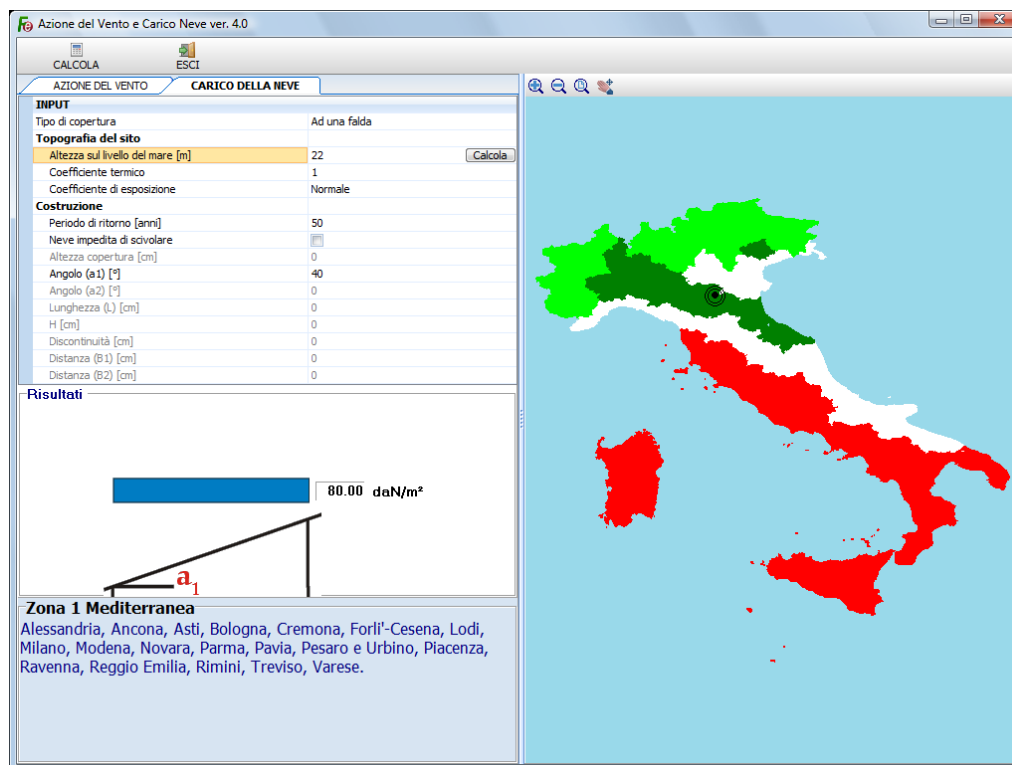 Azione del Vento e Carico Neve ver. 4.0
CALCOLA ESCI
AZIONE DEL VENTO CARICO DELLA NEVE
INPUT
Tipo di copertura Ad una falda
Topografia del sito
Altezza sul livello del mare [m] 22 Calcola
Coefficiente termico 1
Coefficiente di esposizione Normale
Costruzione
Periodo di ritorno [anni] 50
Neve impedita di scivolare
Altezza copertura [cm] 0
Angolo (a1) [°] 40
Angolo (a2) [°] 0
Lunghezza (L) [cm] 0
H [cm] 0
Discontinuità [cm] 0
Distanza (B1) [cm] 0
Distanza (B2) [cm] 0
Risultati
80.00 daN/m²
a1
Zona 1 Mediterranea
Alessandria, Ancona, Asti, Bologna, Cremona, Forli'-Cesena, Lodi,
Milano, Modena, Novara, Parma, Pavia, Pesaro e Urbino, Piacenza,
Ravenna, Reggio Emilia, Rimini, Treviso, Varese.